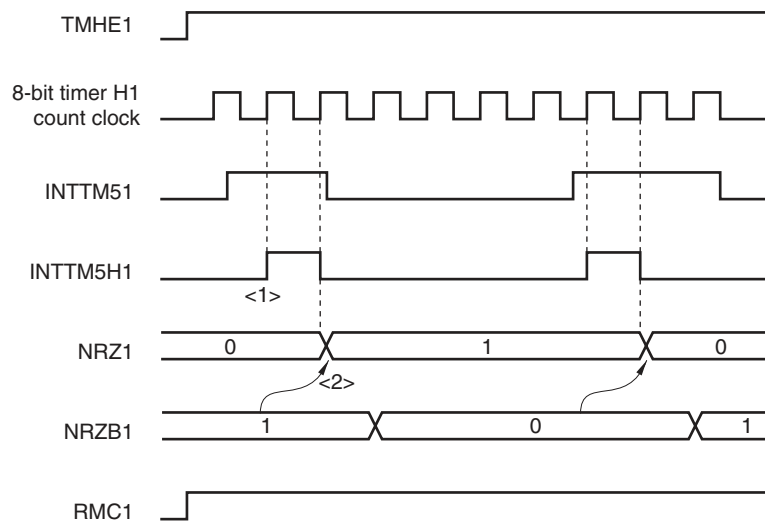 TMHE1
8-bit timer H1
count clock
INTTM51
INTTM5H1
<1>
NRZ1
0
1
0
<2>
NRZB1
1
0
1
RMC1